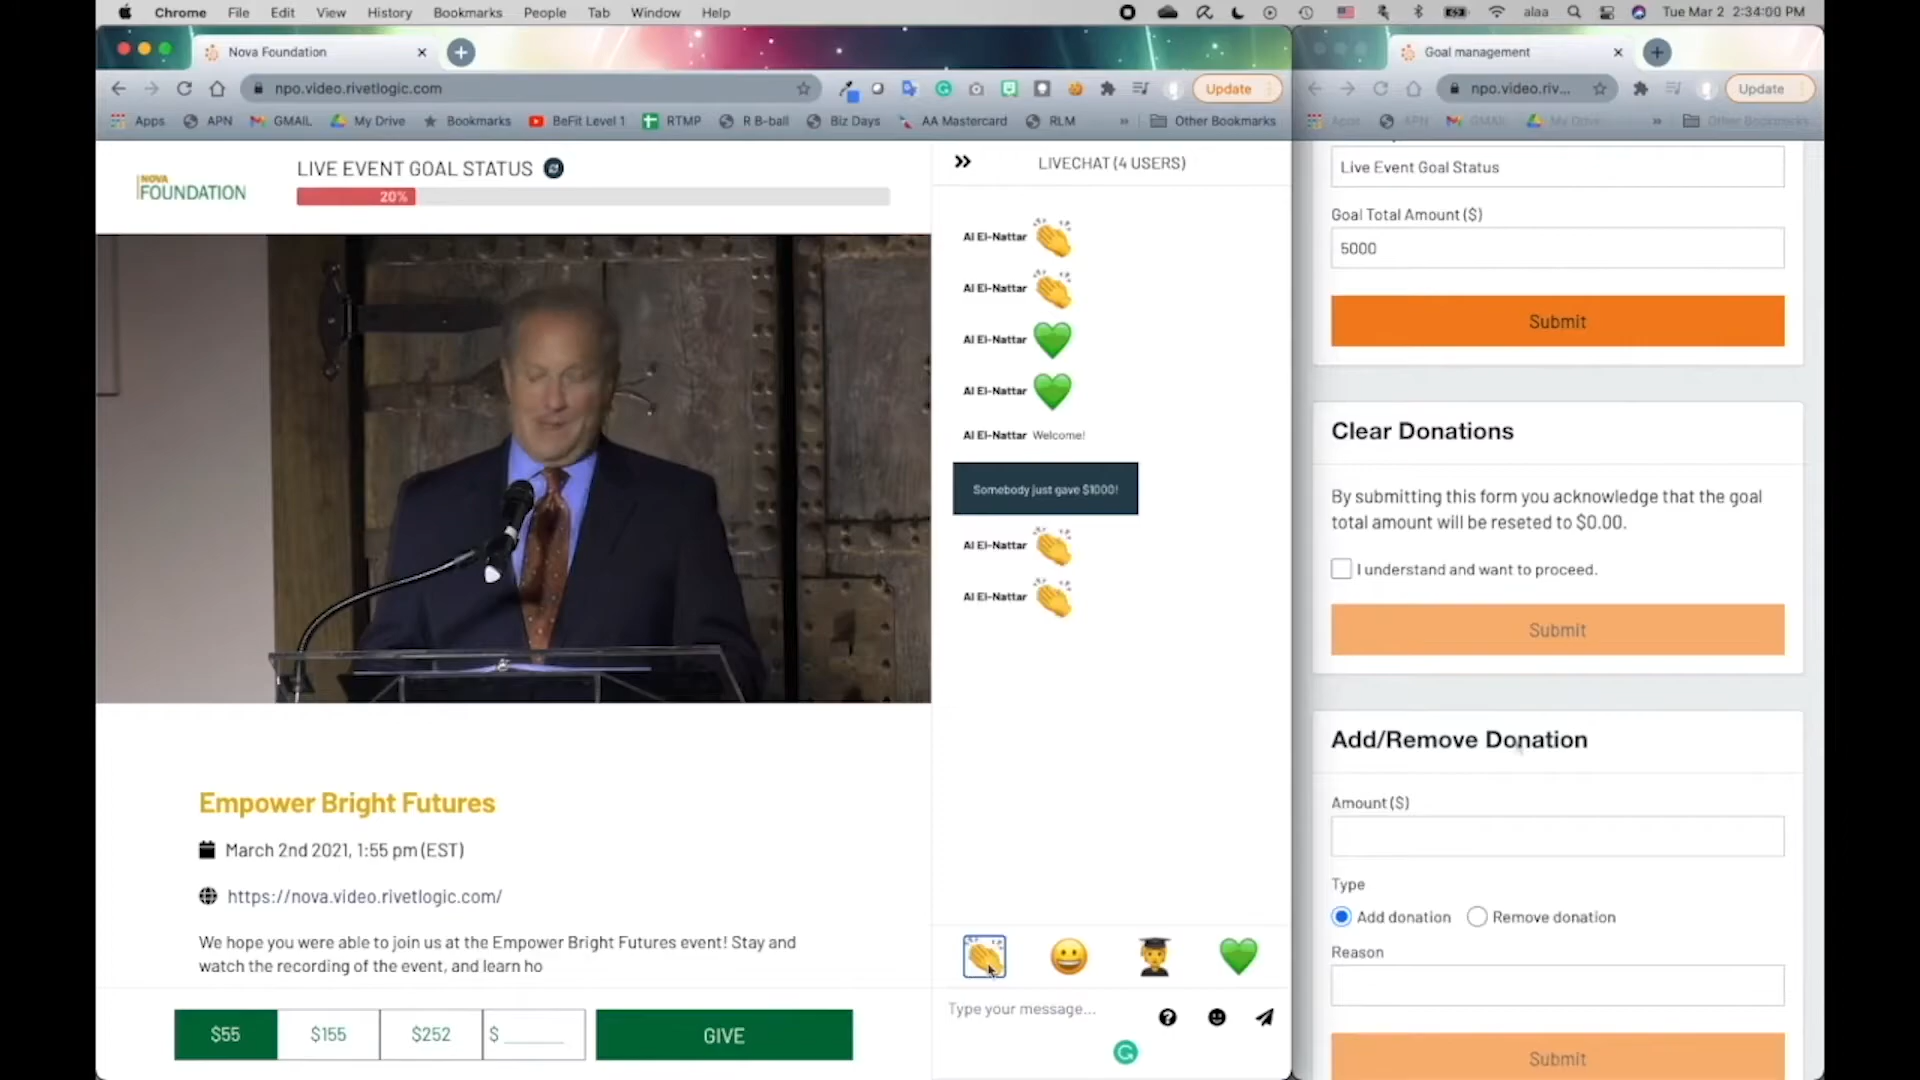 Chrome File Edit View History Bookmarks People Tab Window Help
alaa Tue Mar 2 2:34:00 PM
Nova Foundation
npo.video.rivetlogic.com
Update
Apps APN GMAIL My Drive Bookmarks BeFit Level 1 RTMP R B-ball Biz Days AA Mastercard RLM » Other Bookmarks
NOVA
FOUNDATION
LIVE EVENT GOAL STATUS
20%
Empower Bright Futures
March 2nd 2021, 1:55 pm (EST)
https://nova.video.rivetlogic.com/
We hope you were able to join us at the Empower Bright Futures event! Stay and
watch the recording of the event, and learn ho
$55 $155 $252 $ ______ GIVE
LIVECHAT (4 USERS)
Al El-Nattar
Al El-Nattar
Al El-Nattar
Al El-Nattar
Al El-Nattar Welcome!
Somebody just gave $1000!
Al El-Nattar
Al El-Nattar
Type your message...
Goal management
npo.video.riv...
Update
Apps APN GMAIL My Drive » Other Bookmarks
Live Event Goal Status
Goal Total Amount ($)
5000
Submit
Clear Donations
By submitting this form you acknowledge that the goal
total amount will be reseted to $0.00.
I understand and want to proceed.
Submit
Add/Remove Donation
Amount ($)
Type
Add donation Remove donation
Reason
Submit